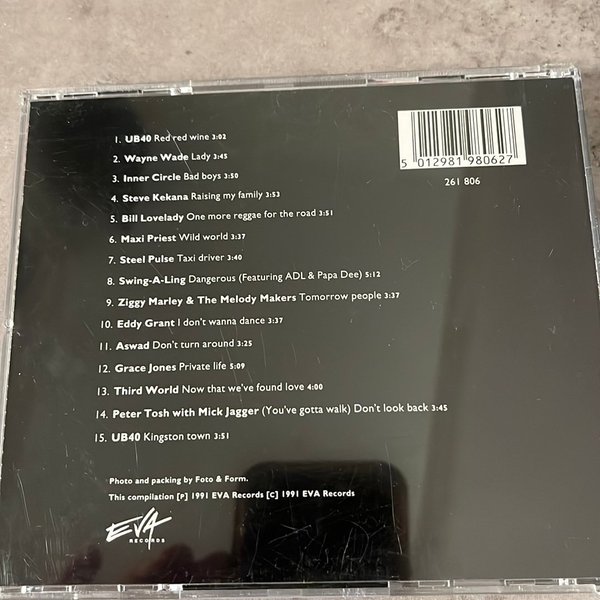 1. UB40 Red red wine 3:02
2. Wayne Wade Lady 3:45
3. Inner Circle Bad boys 3:50
4. Steve Kekana Raising my family 3:53
5. Bill Lovelady One more reggae for the road 3:51
6. Maxi Priest Wild world 3:37
7. Steel Pulse Taxi driver 3:40
8. Swing-A-Ling Dangerous (Featuring ADL & Papa Dee) 5:12
9. Ziggy Marley & The Melody Makers Tomorrow people 3:37
10. Eddy Grant I don't wanna dance 3:37
11. Aswad Don't turn around 3:25
12. Grace Jones Private life 5:09
13. Third World Now that we've found love 4:00
14. Peter Tosh with Mick Jagger (You've gotta walk) Don't look back 3:45
15. UB40 Kingston town 3:51
5 012981 980627
261 806
Photo and packing by Foto & Form.
This compilation [P] 1991 EVA Records [C] 1991 EVA Records
EVA
RECORDS